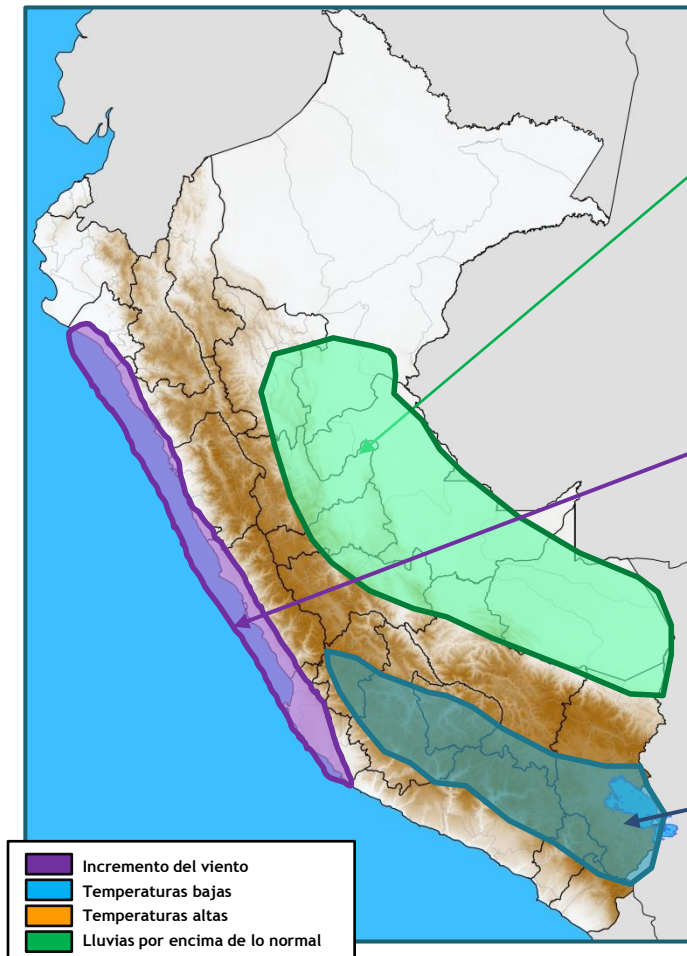 Incremento del viento
Temperaturas bajas
Temperaturas altas
Lluvias por encima de lo normal